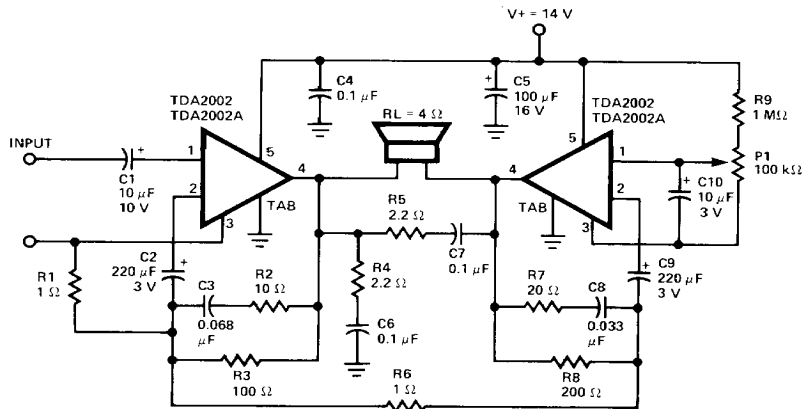 V+ = 14 V
C4
0.1 µF
+
C5
100 µF
16 V
TDA2002
TDA2002A
RL = 4 Ω
TDA2002
TDA2002A
R9
1 MΩ
INPUT
+
1
5
4
2
3
TAB
C1
10 µF
10 V
4
5
1
2
3
TAB
P1
100 kΩ
+
C10
10 µF
3 V
R5
2.2 Ω
C7
0.1 µF
R1
1 Ω
C2
220 µF
3 V
+
C3
0.068
µF
R2
10 Ω
R4
2.2 Ω
C6
0.1 µF
R7
20 Ω
C8
0.033
µF
+
C9
220 µF
3 V
R3
100 Ω
R6
1 Ω
R8
200 Ω